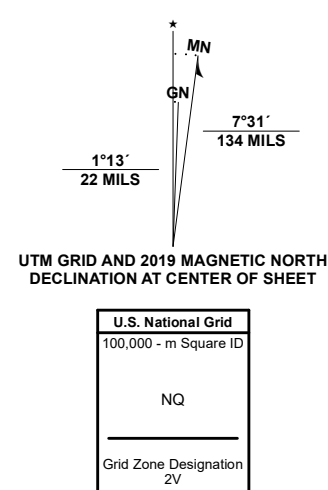 ★
MN
GN
7°31´
134 MILS
1°13´
22 MILS
UTM GRID AND 2019 MAGNETIC NORTH
DECLINATION AT CENTER OF SHEET
U.S. National Grid
100,000 - m Square ID
NQ
Grid Zone Designation
2V